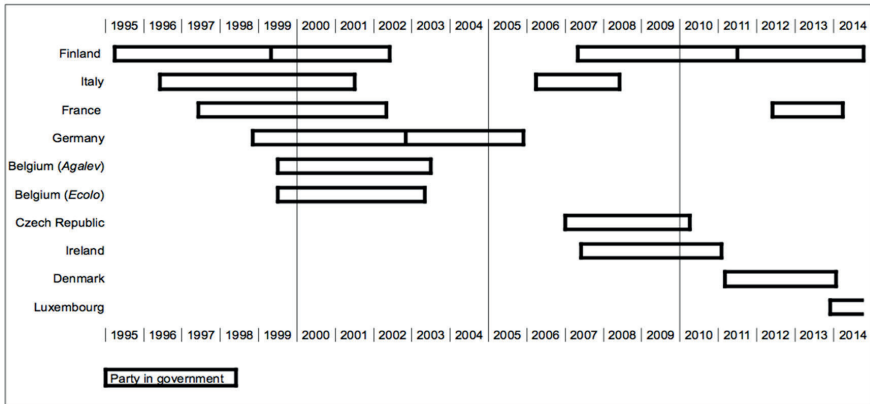 1995 1996 1997 1998 1999 2000 2001 2002 2003 2004 2005 2006 2007 2008 2009 2010 2011 2012 2013 2014
Finland
Italy
France
Germany
Belgium (Agalev)
Belgium (Ecolo)
Czech Republic
Ireland
Denmark
Luxembourg
1995 1996 1997 1998 1999 2000 2001 2002 2003 2004 2005 2006 2007 2008 2009 2010 2011 2012 2013 2014
Party in government